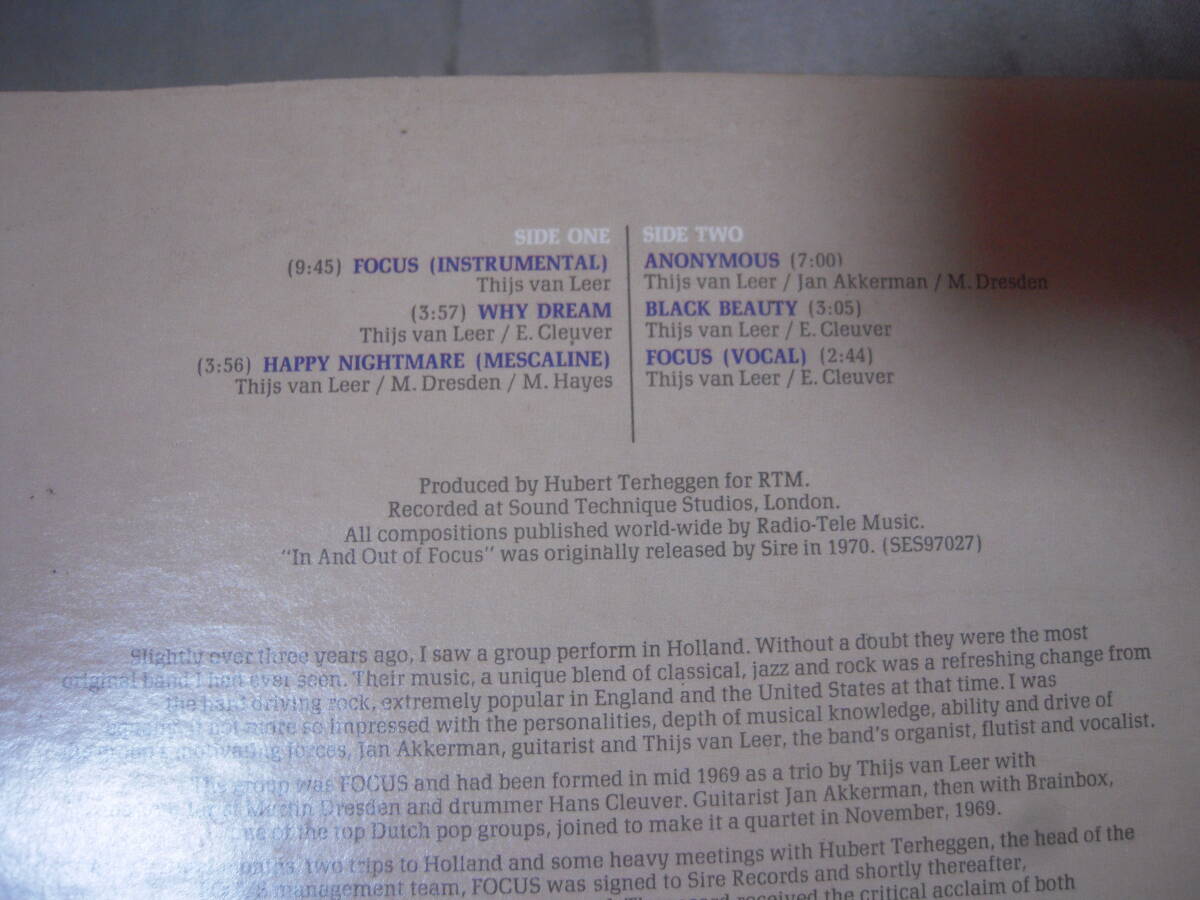 SIDE ONE
(9:45) FOCUS (INSTRUMENTAL)
Thijs van Leer
(3:57) WHY DREAM
Thijs van Leer / E. Cleuver
(3:56) HAPPY NIGHTMARE (MESCALINE)
Thijs van Leer / M. Dresden / M. Hayes
SIDE TWO
ANONYMOUS (7:00)
Thijs van Leer / Jan Akkerman / M. Dresden
BLACK BEAUTY (3:05)
Thijs van Leer / E. Cleuver
FOCUS (VOCAL) (2:44)
Thijs van Leer / E. Cleuver
Produced by Hubert Terheggen for RTM.
Recorded at Sound Technique Studios, London.
All compositions published world-wide by Radio-Tele Music.
"In And Out of Focus" was originally released by Sire in 1970. (SES97027)
Slightly over three years ago, I saw a group perform in Holland. Without a doubt they were the most
original band I had ever seen. Their music, a unique blend of classical, jazz and rock was a refreshing change from
the hard driving rock, extremely popular in England and the United States at that time. I was
if not more so impressed with the personalities, depth of musical knowledge, ability and drive of
motivating forces, Jan Akkerman, guitarist and Thijs van Leer, the band's organist, flutist and vocalist.
The group was FOCUS and had been formed in mid 1969 as a trio by Thijs van Leer with
Martin Dresden and drummer Hans Cleuver. Guitarist Jan Akkerman, then with Brainbox,
one of the top Dutch pop groups, joined to make it a quartet in November, 1969.
two trips to Holland and some heavy meetings with Hubert Terheggen, the head of the
management team, FOCUS was signed to Sire Records and shortly thereafter,
received the critical acclaim of both